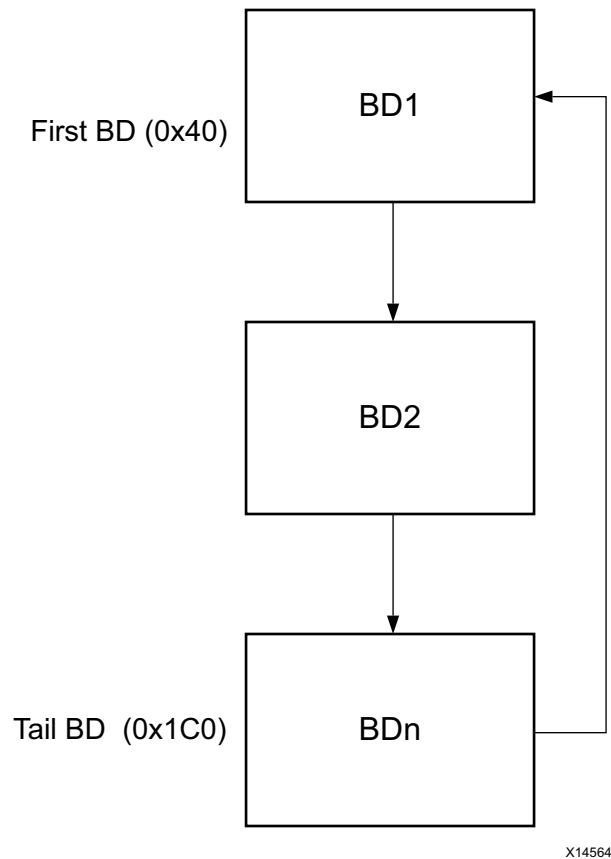 BD1
First BD (0x40)
BD2
Tail BD  (0x1C0)
BDn
X14564